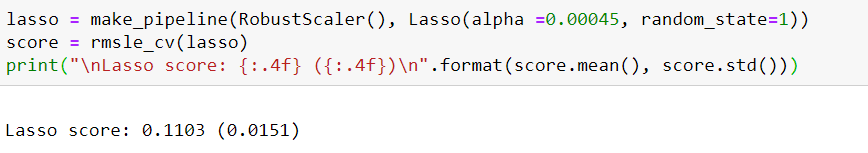 lasso = make_pipeline(RobustScaler(), Lasso(alpha =0.00045, random_state=1))
score = rmsle_cv(lasso)
print("\nLasso score: {:.4f} ({:.4f})\n".format(score.mean(), score.std()))
Lasso score: 0.1103 (0.0151)